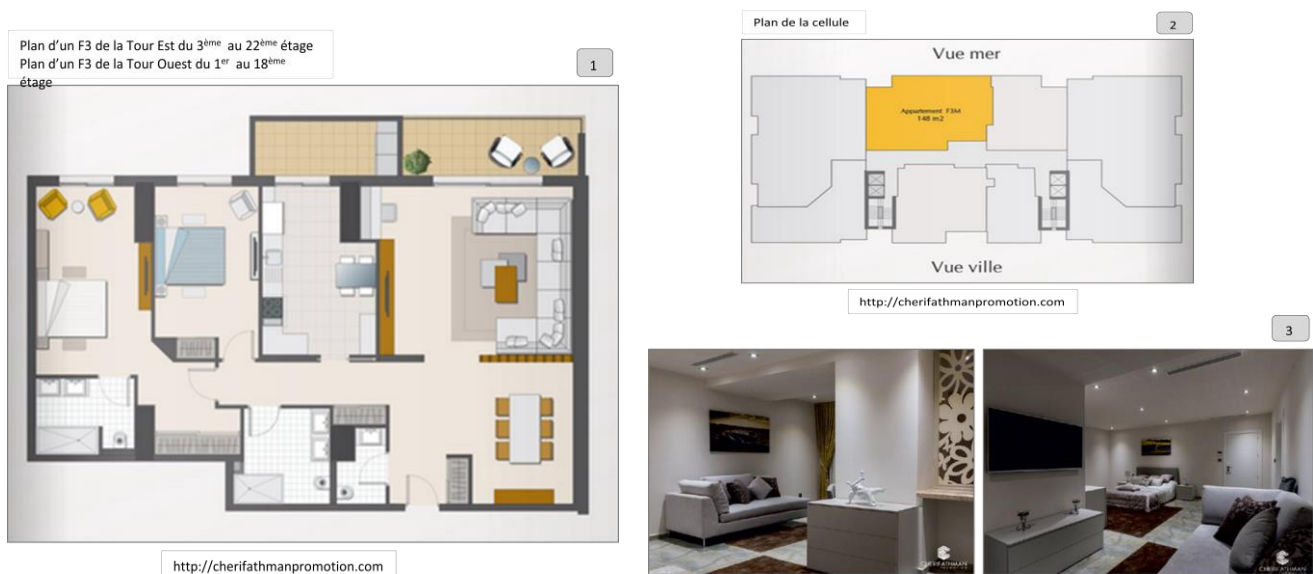 Plan d’un F3 de la Tour Est du 3ème au 22ème étage
Plan d’un F3 de la Tour Ouest du 1er au 18ème
étage
1
http://cherifathmanpromotion.com
Plan de la cellule
2
Vue mer
Appartement F3M
148 m2
Vue ville
http://cherifathmanpromotion.com
3
CHERIFATHMAN
PROMOTION
CHERIFATHMAN
PROMOTION